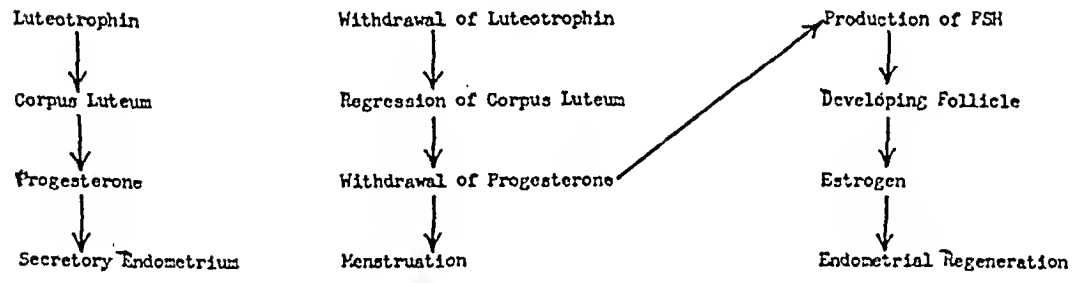 Luteotrophin
Corpus Luteum
Progesterone
Secretory Endometrium
Withdrawal of Luteotrophin
Regression of Corpus Luteum
Withdrawal of Progesterone
Menstruation
Production of FSH
Developing Follicle
Estrogen
Endometrial Regeneration